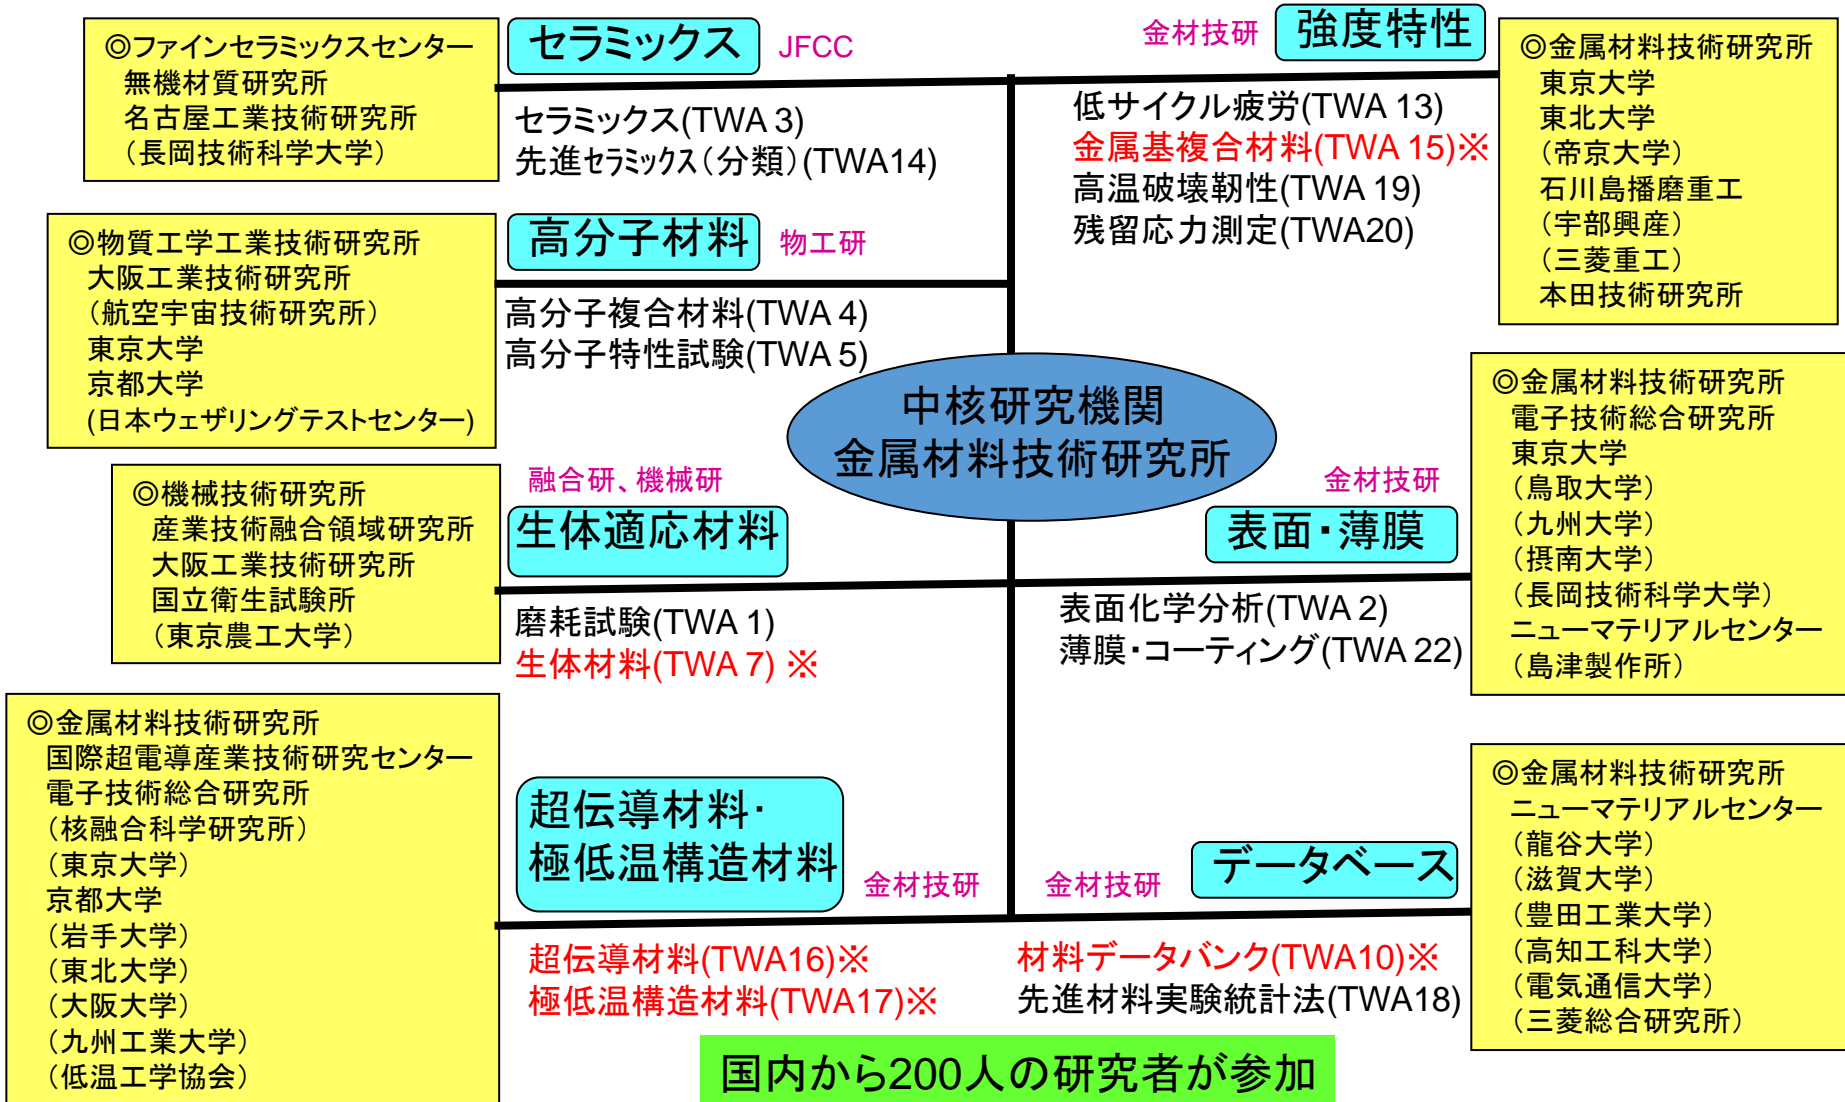 ◎ファインセラミックスセンター
無機材質研究所
名古屋工業技術研究所
（長岡技術科学大学）
セラミックス
JFCC
セラミックス(TWA 3)
先進セラミックス（分類）(TWA14)
金材技研
強度特性
低サイクル疲労(TWA 13)
金属基複合材料(TWA 15)※
高温破壊靭性(TWA 19)
残留応力測定(TWA20)
◎金属材料技術研究所
東京大学
東北大学
（帝京大学）
石川島播磨重工
（宇部興産）
（三菱重工）
本田技術研究所
◎物質工学工業技術研究所
大阪工業技術研究所
（航空宇宙技術研究所）
東京大学
京都大学
(日本ウェザリングテストセンター)
高分子材料
物工研
高分子複合材料(TWA 4)
高分子特性試験(TWA 5)
中核研究機関
金属材料技術研究所
◎機械技術研究所
産業技術融合領域研究所
大阪工業技術研究所
国立衛生試験所
（東京農工大学）
融合研、機械研
生体適応材料
磨耗試験(TWA 1)
生体材料(TWA 7) ※
金材技研
表面・薄膜
表面化学分析(TWA 2)
薄膜・コーティング(TWA 22)
◎金属材料技術研究所
電子技術総合研究所
東京大学
（鳥取大学）
（九州大学）
（摂南大学）
（長岡技術科学大学）
ニューマテリアルセンター
（島津製作所）
◎金属材料技術研究所
国際超電導産業技術研究センター
電子技術総合研究所
（核融合科学研究所）
（東京大学）
京都大学
（岩手大学）
（東北大学）
（大阪大学）
（九州工業大学）
（低温工学協会）
超伝導材料・
極低温構造材料
金材技研
超伝導材料(TWA16)※
極低温構造材料(TWA17)※
金材技研
データベース
材料データバンク(TWA10)※
先進材料実験統計法(TWA18)
◎金属材料技術研究所
ニューマテリアルセンター
（龍谷大学）
（滋賀大学）
（豊田工業大学）
（高知工科大学）
（電気通信大学）
（三菱総合研究所）
国内から200人の研究者が参加